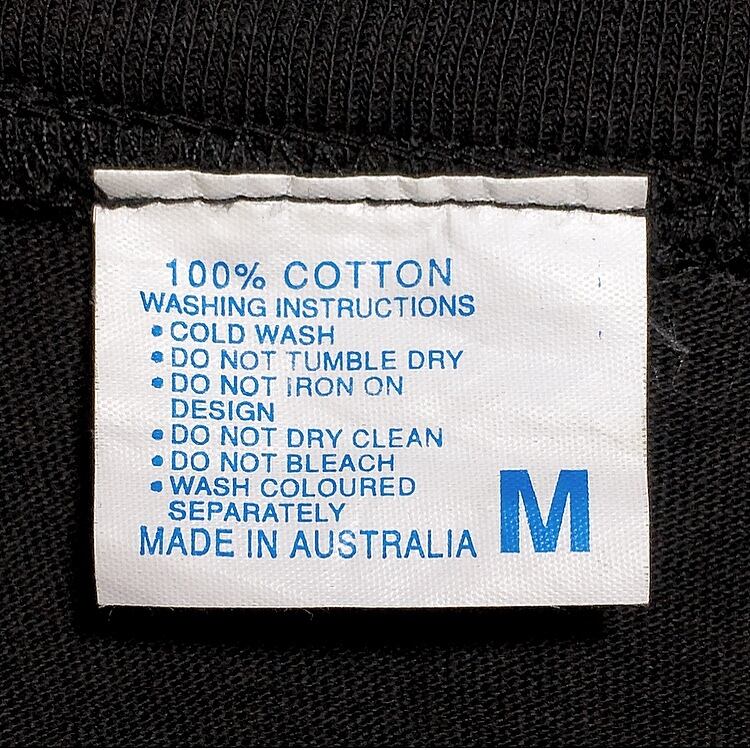 100% COTTON
WASHING INSTRUCTIONS
• COLD WASH
• DO NOT TUMBLE DRY
• DO NOT IRON ON
DESIGN
• DO NOT DRY CLEAN
• DO NOT BLEACH
• WASH COLOURED
SEPARATELY
MADE IN AUSTRALIA
M